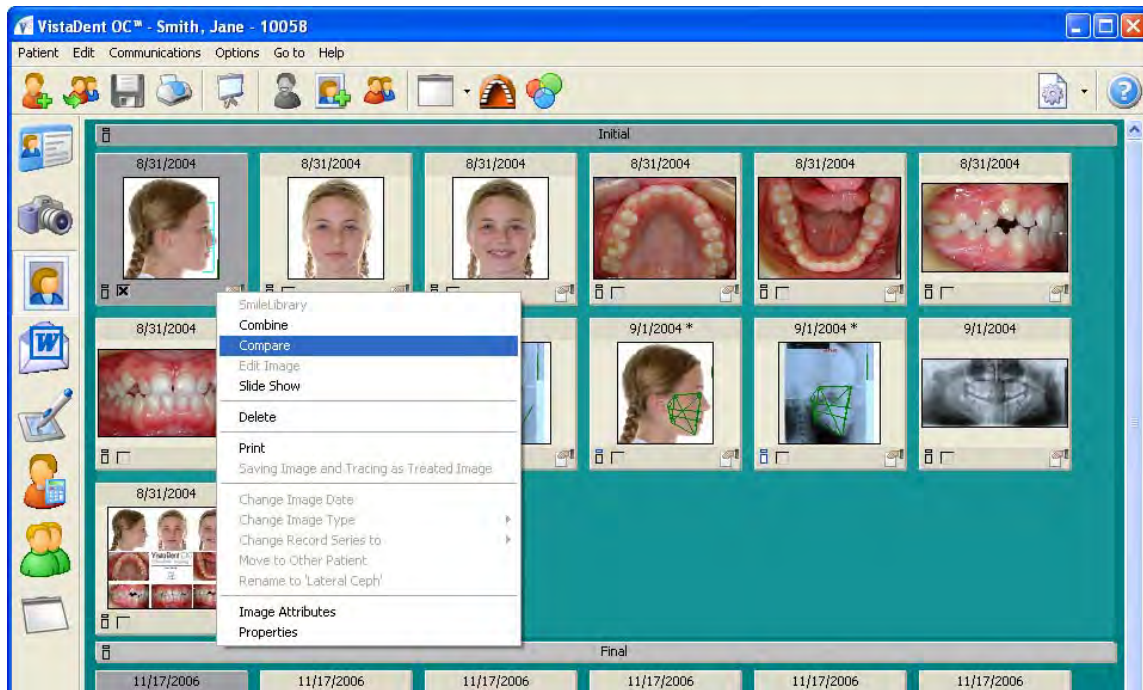 VistaDent OC™ - Smith, Jane - 10058
Patient Edit Communications Options Go to Help
Initial
8/31/2004 8/31/2004 8/31/2004 8/31/2004 8/31/2004 8/31/2004
SmileLibrary
Combine
Compare
Edit Image
Slide Show
Delete
Print
Saving Image and Tracing as Treated Image
Change Image Date
Change Image Type
Change Record Series to
Move to Other Patient
Rename to 'Lateral Ceph'
Image Attributes
Properties
8/31/2004 9/1/2004 * 9/1/2004 * 9/1/2004
W
8/31/2004
VistaDent OC
Final
11/17/2006 11/17/2006 11/17/2006 11/17/2006 11/17/2006 11/17/2006